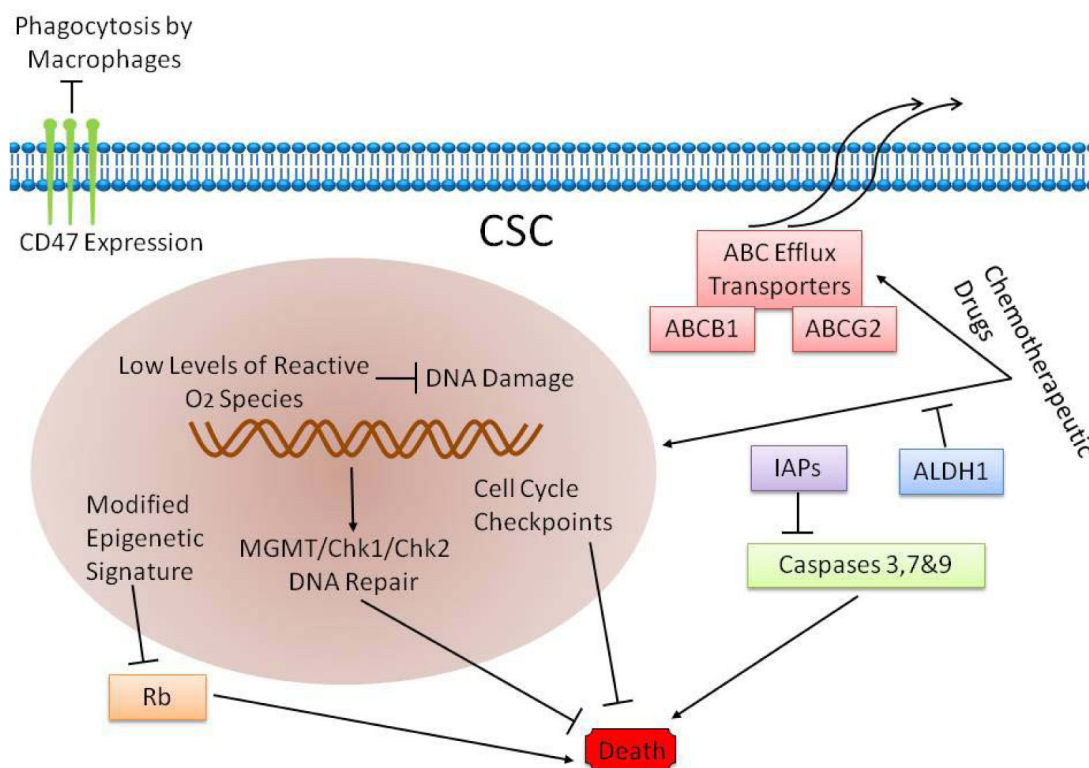 Phagocytosis by
Macrophages
CD47 Expression
CSC
ABC Efflux
Transporters
ABCB1
ABCG2
Chemotherapeutic
Drugs
Low Levels of Reactive
O2 Species
DNA Damage
IAPs
ALDH1
Cell Cycle
Checkpoints
Modified
Epigenetic
Signature
MGMT/Chk1/Chk2
DNA Repair
Caspases 3,7&9
Rb
Death